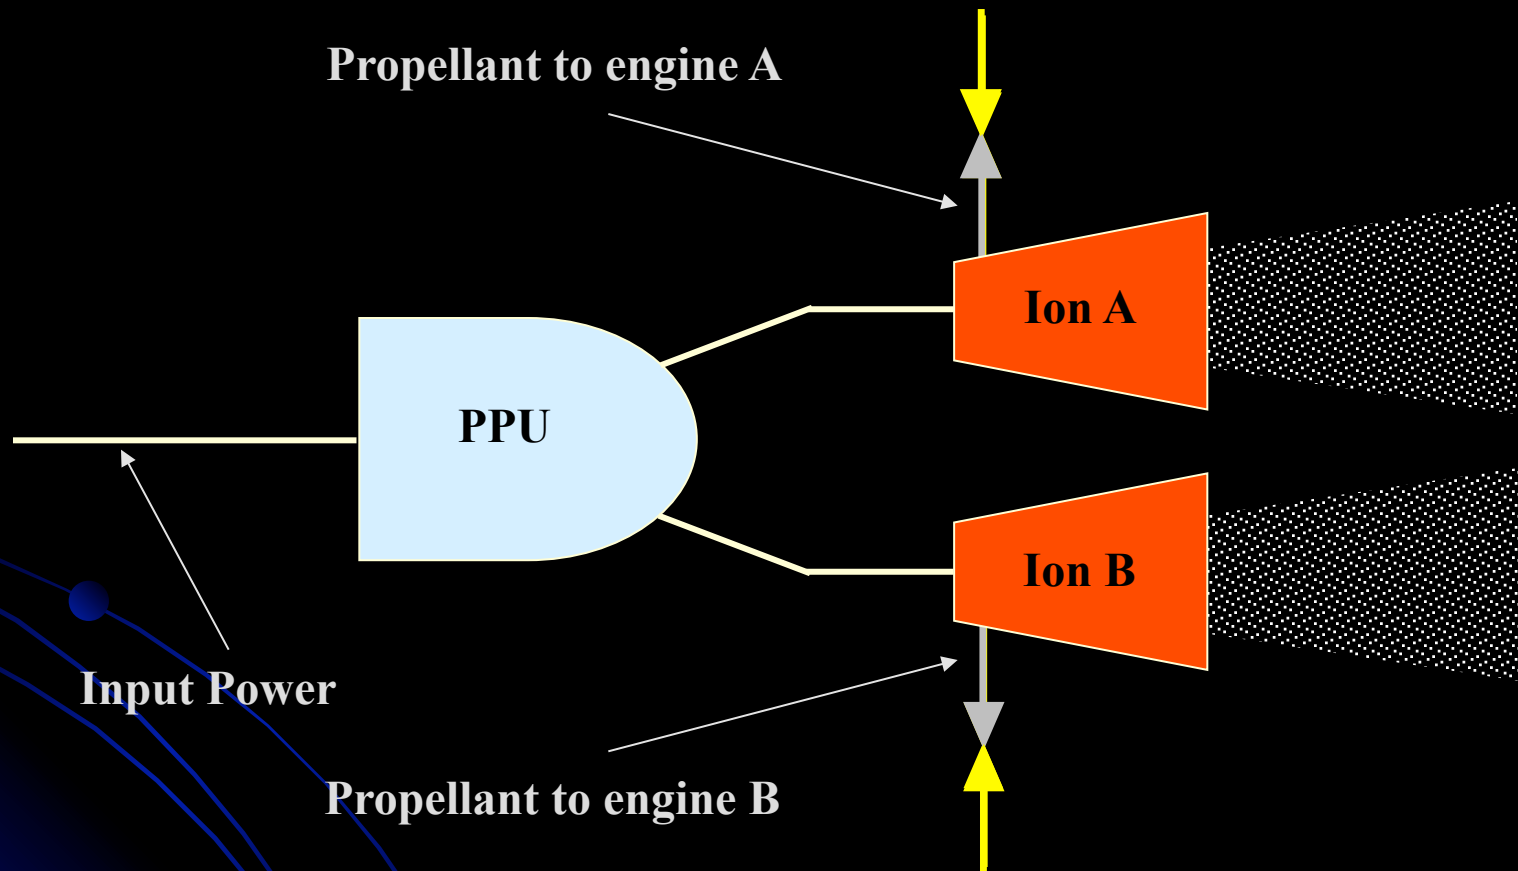 Propellant to engine A
Ion A
PPU
Ion B
Input Power
Propellant to engine B